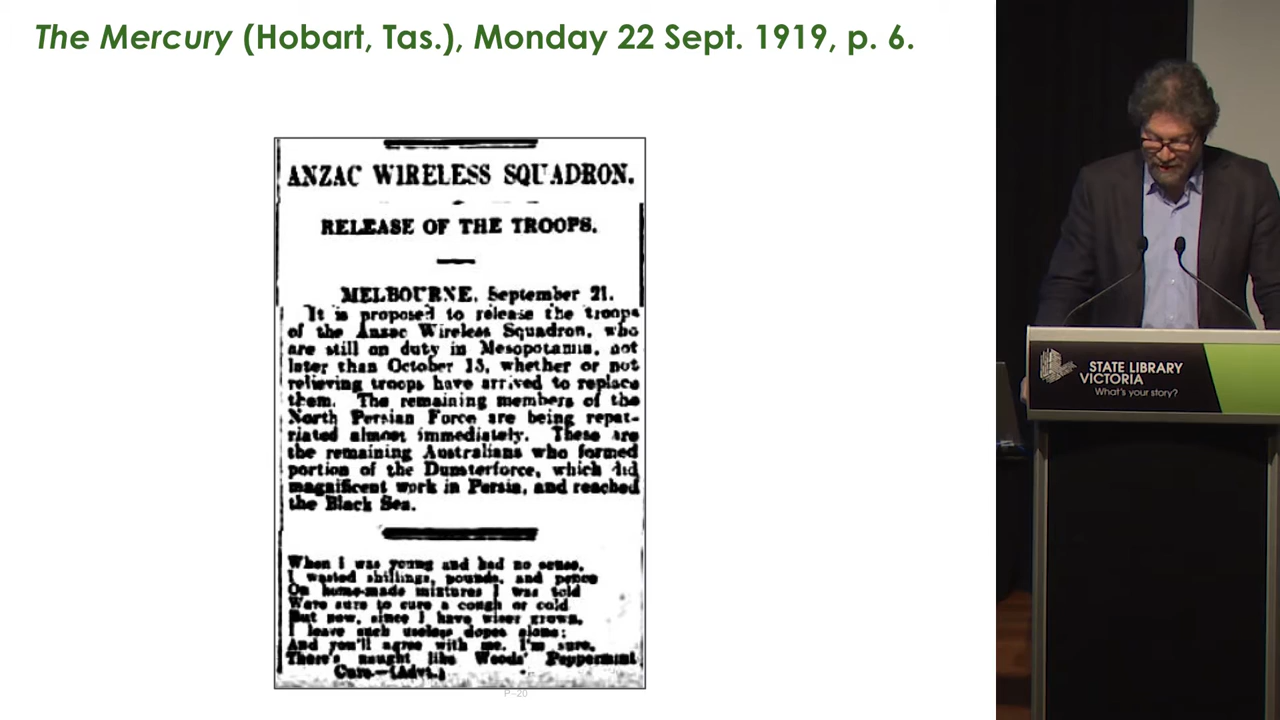 The Mercury (Hobart, Tas.), Monday 22 Sept. 1919, p. 6.
ANZAC WIRELESS SQUADRON.
RELEASE OF THE TROOPS.
MELBOURNE, September 21.
It is proposed to release the troops
of the Anzac Wireless Squadron, who
are still on duty in Mesopotamia, not
later than October 15, whether or not
relieving troops have arrived to replace
them. The remaining members of the
North Persian Force are being repat-
riated almost immediately. These are
the remaining Australians who formed
portion of the Dunsterforce, which did
magnificent work in Persia, and reached
the Black Sea.
When I was young and had no sense,
I wasted shillings, pounds, and pence
On home-made mixtures I was told
Were sure to cure a cough or cold
But now, since I have wiser grown,
I leave such useless dopes alone;
And you'll agree with me, I'm sure,
There's naught like Woods' Peppermint
Cure.—(Advt.)
P-20
STATE LIBRARY
VICTORIA
What's your story?